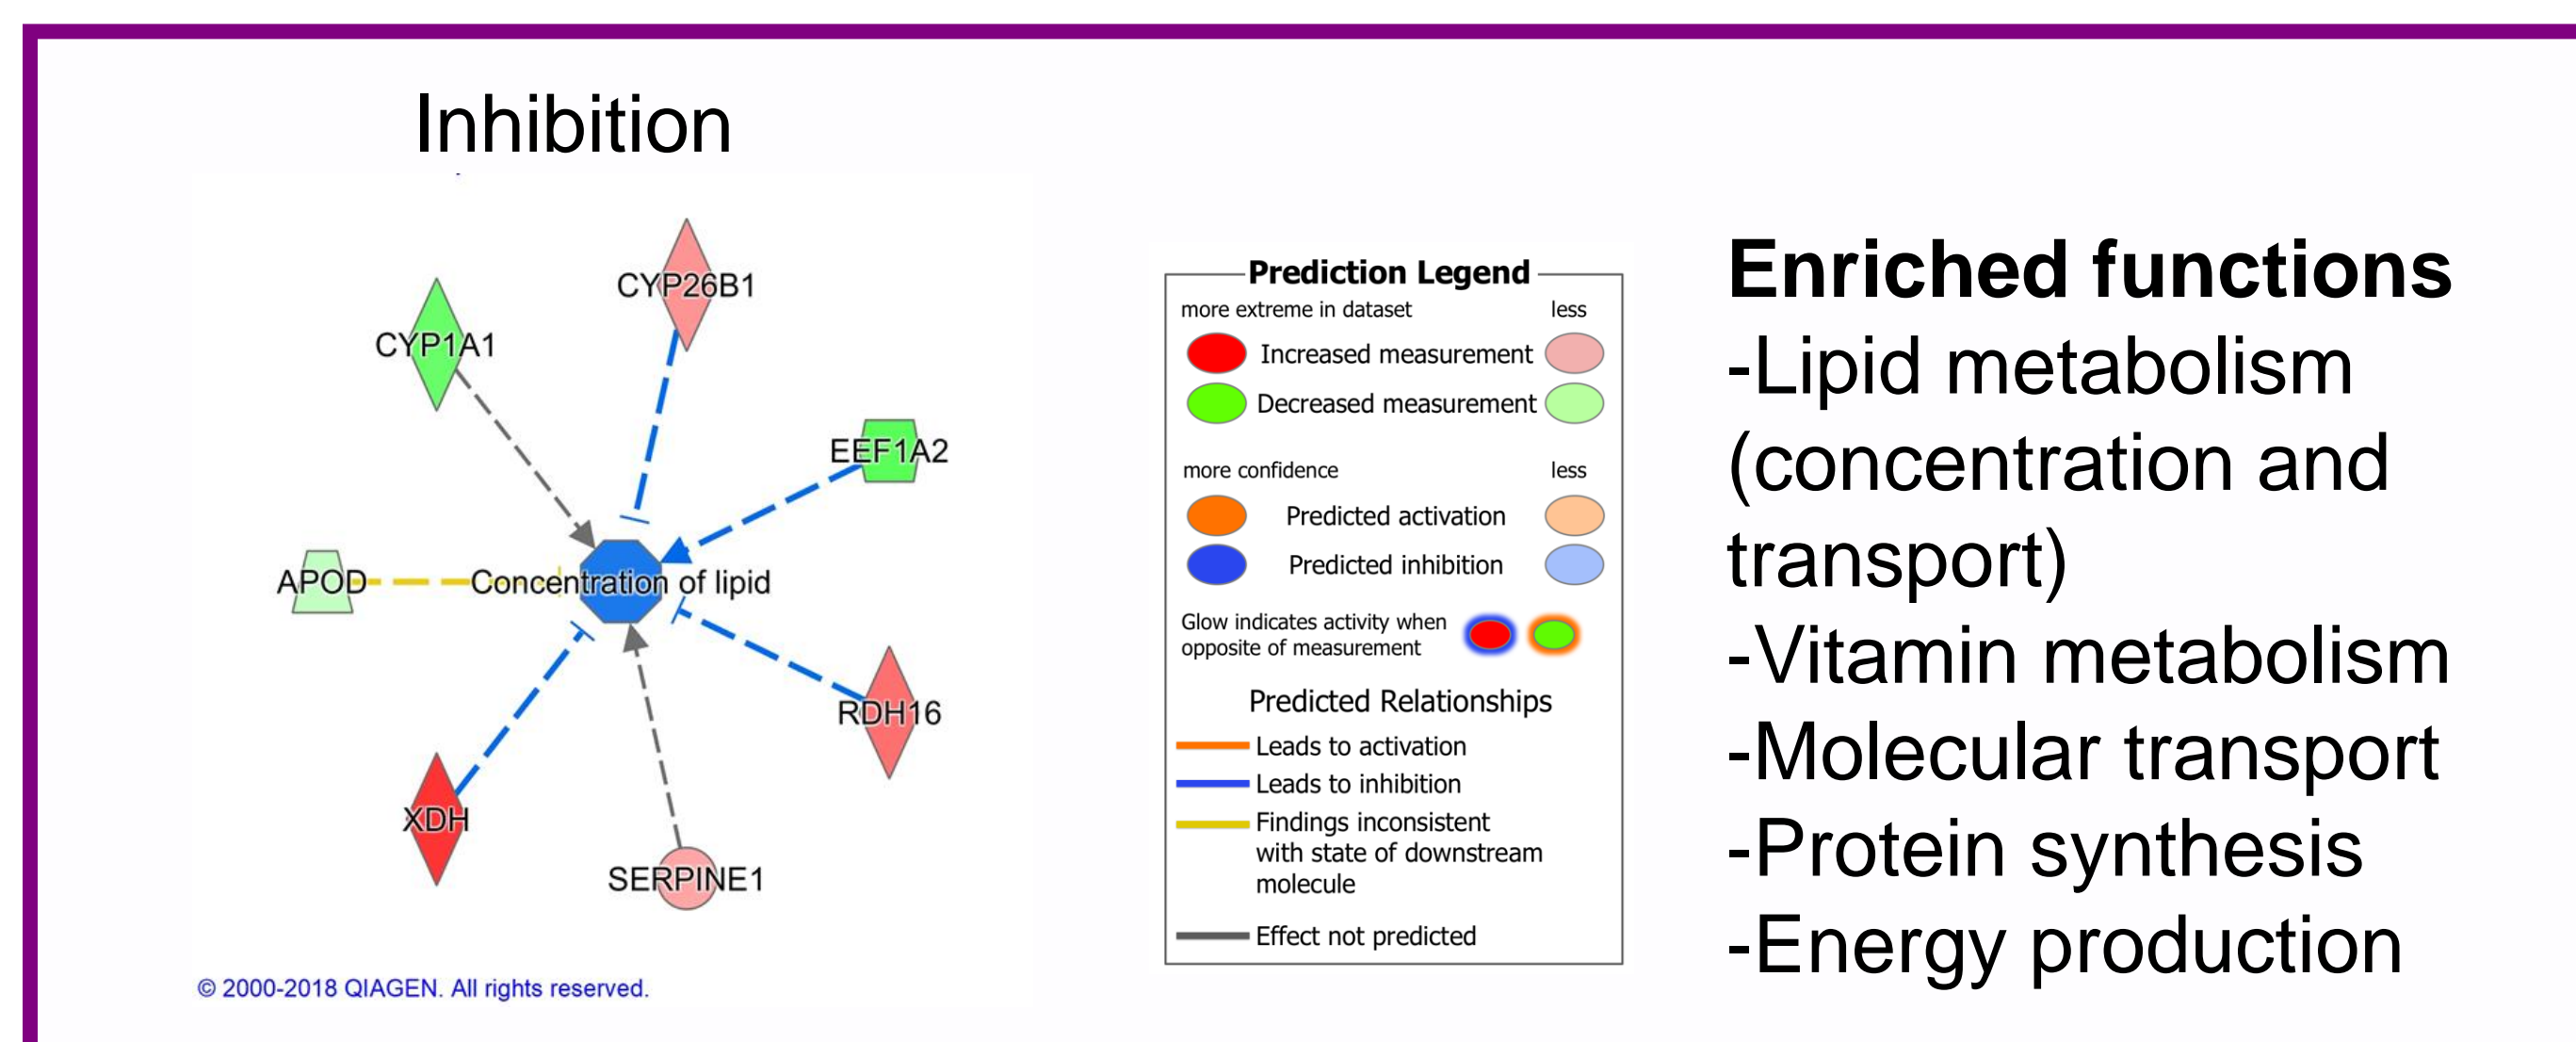 Inhibition
CYP26B1
CYP1A1
EEF1A2
APOD
Concentration of lipid
RDH16
XDH
SERPINE1
© 2000-2018 QIAGEN. All rights reserved.
Prediction Legend
more extreme in dataset less
Increased measurement
Decreased measurement
more confidence less
Predicted activation
Predicted inhibition
Glow indicates activity when
opposite of measurement
Predicted Relationships
Leads to activation
Leads to inhibition
Findings inconsistent
with state of downstream
molecule
Effect not predicted
Enriched functions
-Lipid metabolism
(concentration and
transport)
-Vitamin metabolism
-Molecular transport
-Protein synthesis
-Energy production